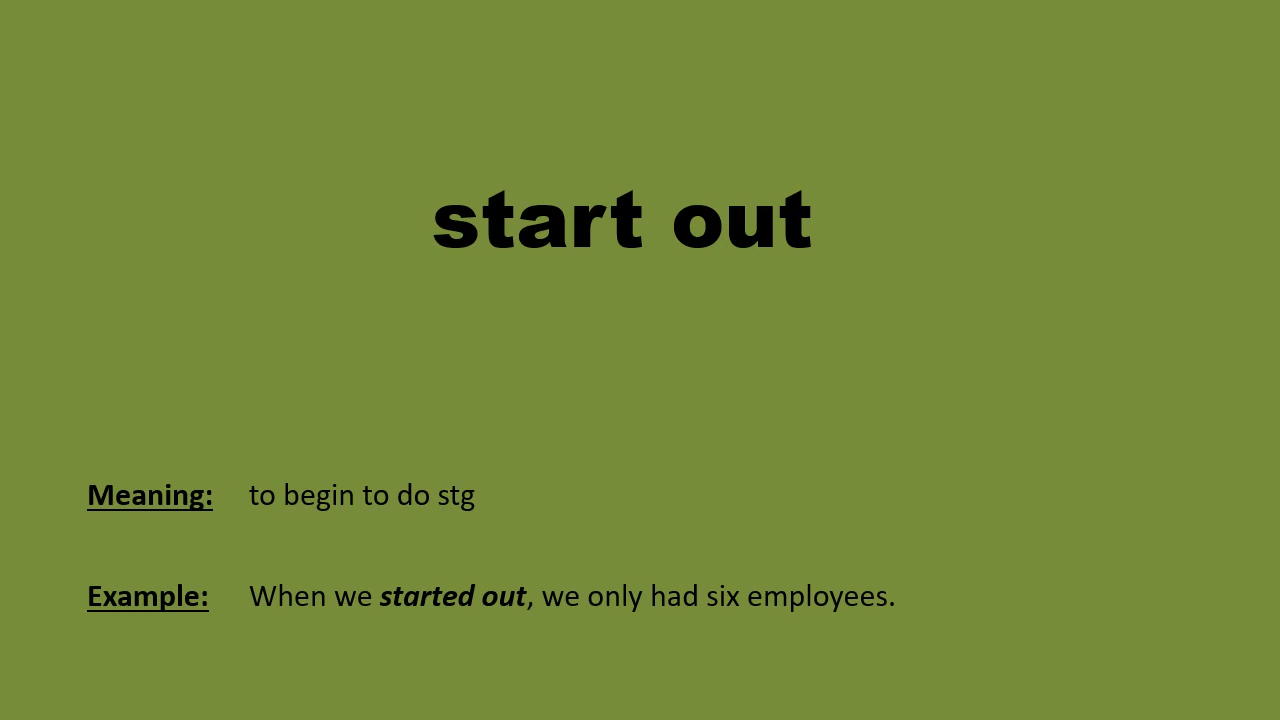 start out
Meaning: to begin to do stg
Example: When we started out, we only had six employees.